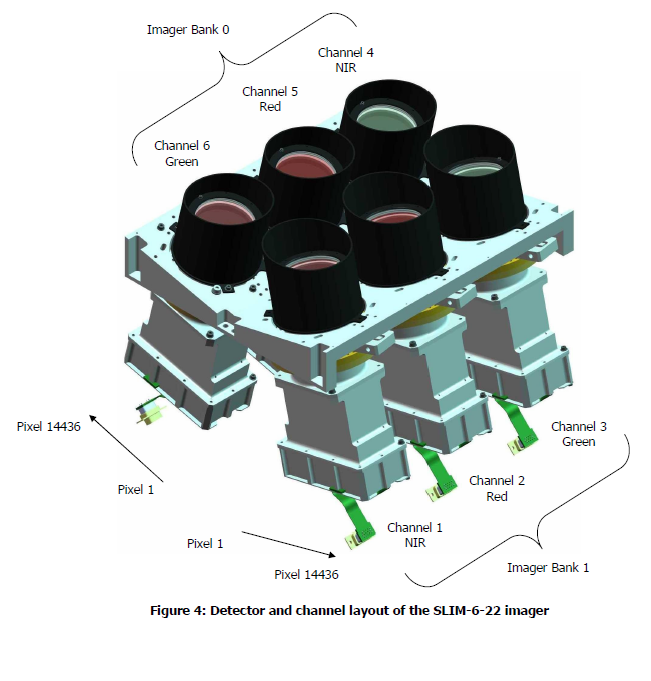 Imager Bank 0
Channel 4
NIR
Channel 5
Red
Channel 6
Green
Pixel 14436
Pixel 1
Channel 3
Green
Channel 2
Red
Channel 1
NIR
Pixel 1
Pixel 14436
Imager Bank 1
Figure 4: Detector and channel layout of the SLIM-6-22 imager